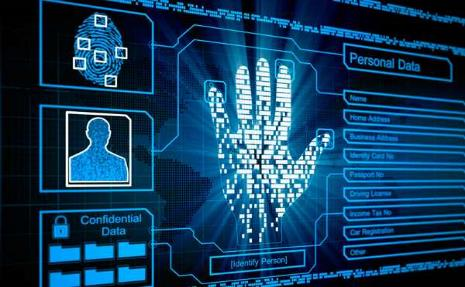 Personal Data
Name
Home Address
Business Address
Identity Card No
Passport No
Driving License
Income Tax No
Car Registration
Other
Confidential
Data
[Identify Person]